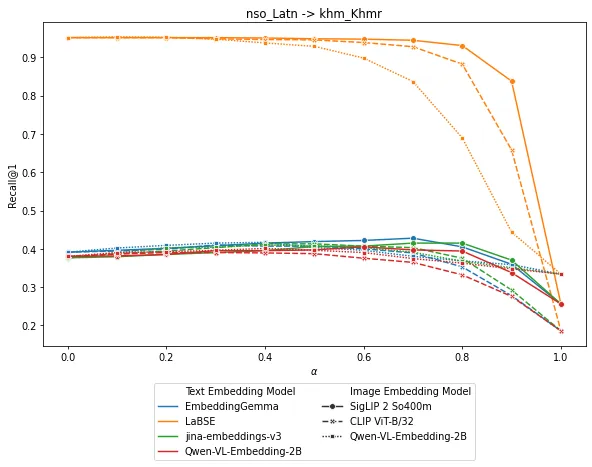 nso_Latn -> khm_Khmr
Recall@1
0.9
0.8
0.7
0.6
0.5
0.4
0.3
0.2
0.0 0.2 0.4 0.6 0.8 1.0
α
Text Embedding Model Image Embedding Model
EmbeddingGemma SigLIP 2 So400m
LaBSE CLIP ViT-B/32
jina-embeddings-v3 Qwen-VL-Embedding-2B
Qwen-VL-Embedding-2B